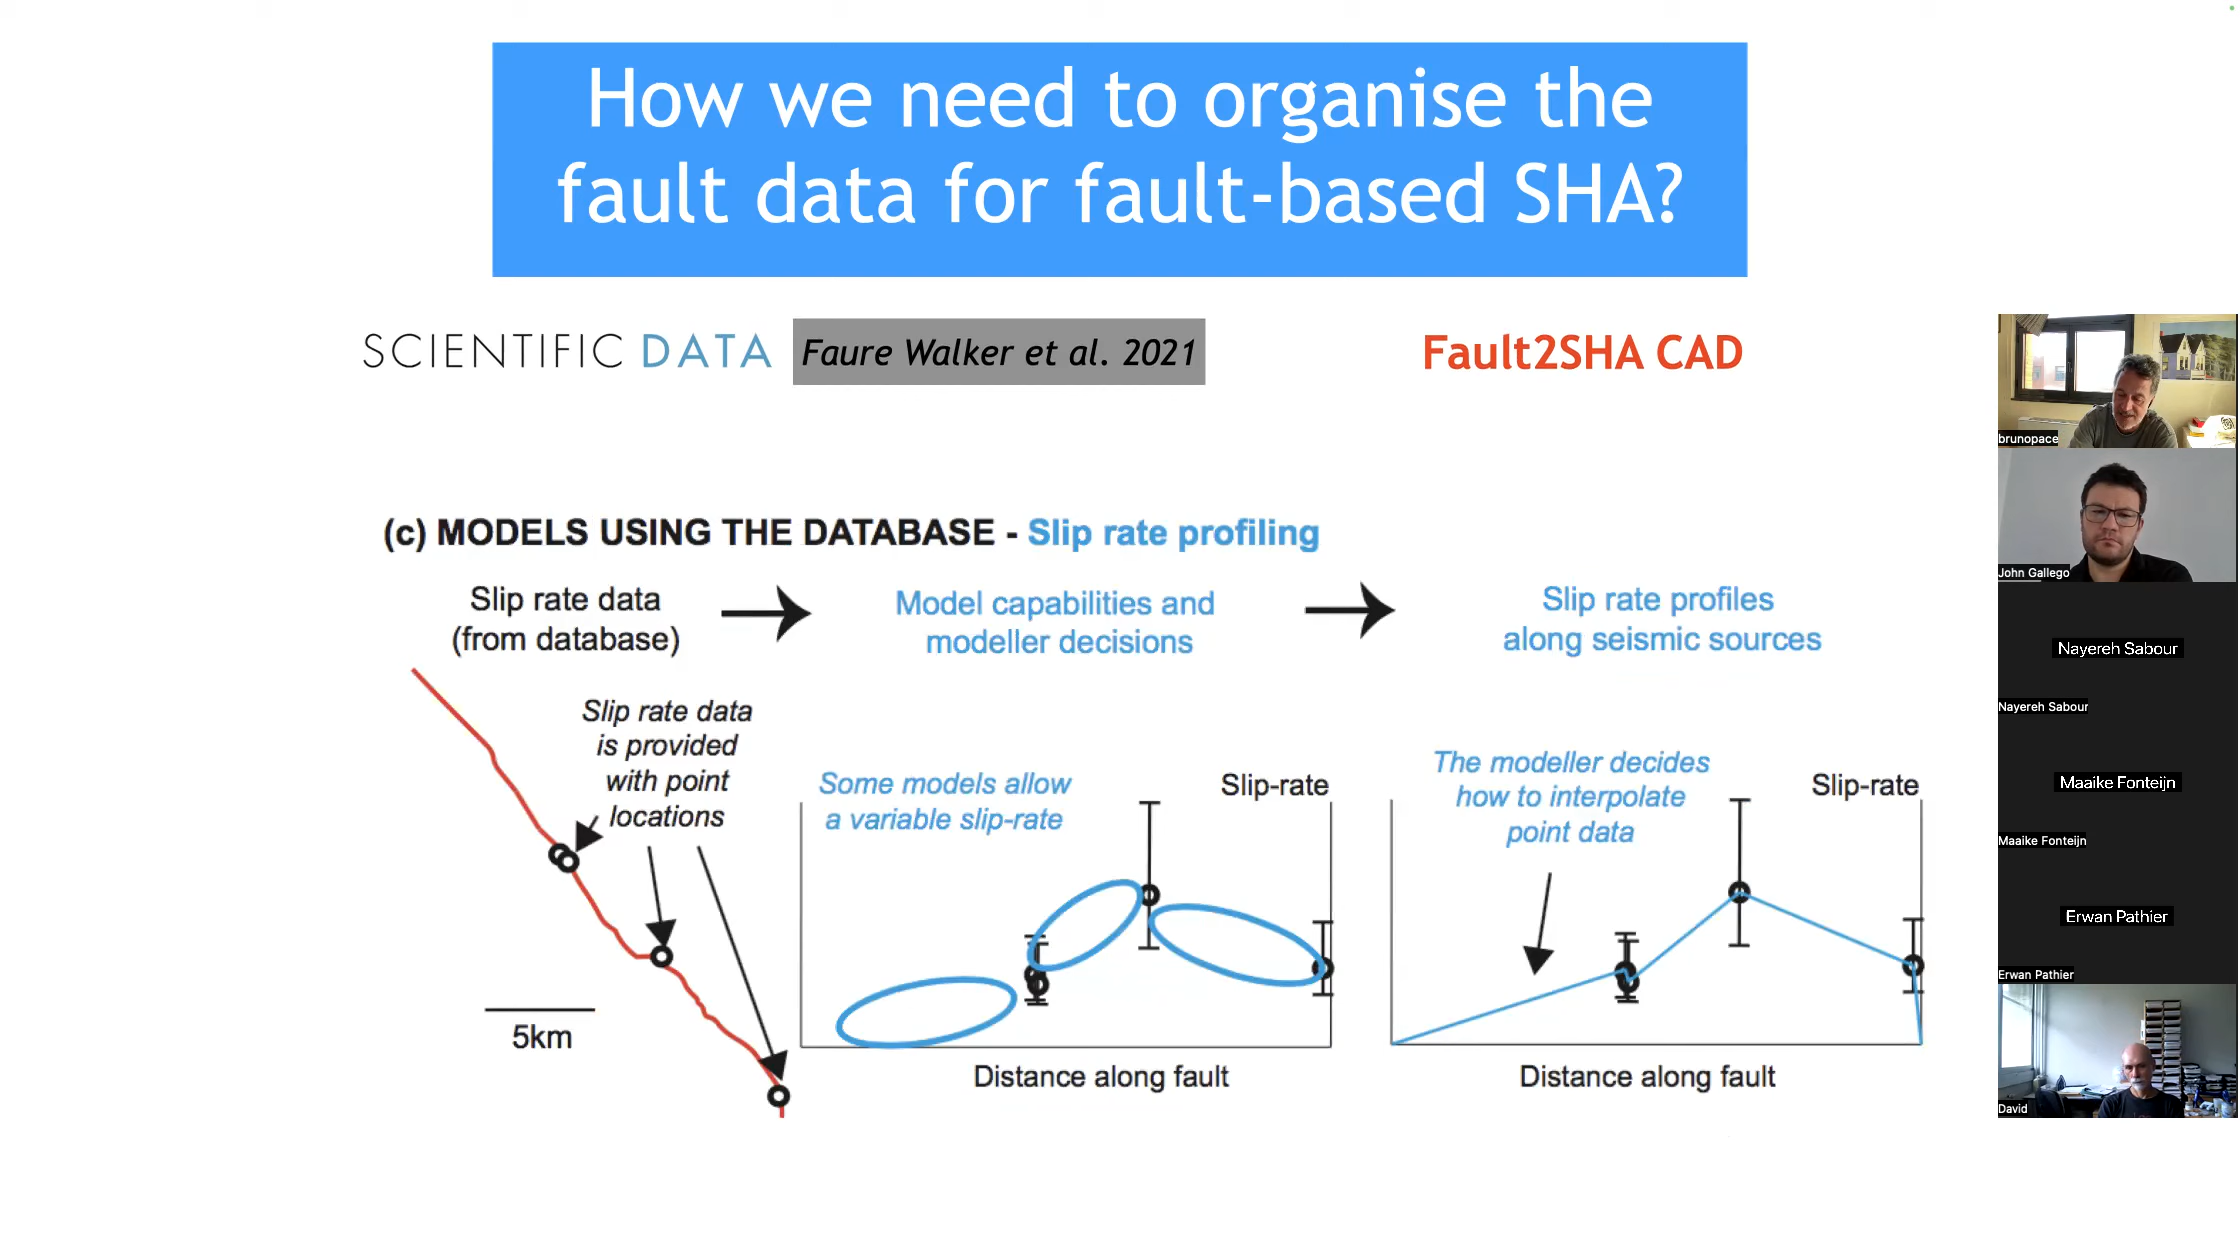 How we need to organise the
fault data for fault-based SHA?
SCIENTIFIC DATA
Faure Walker et al. 2021
Fault2SHA CAD
(c) MODELS USING THE DATABASE - Slip rate profiling
Slip rate data
(from database)
Model capabilities and
modeller decisions
Slip rate profiles
along seismic sources
Slip rate data
is provided
with point
locations
5km
Some models allow
a variable slip-rate
Slip-rate
Distance along fault
The modeller decides
how to interpolate
point data
Slip-rate
Distance along fault
brunopace
John Gallego
Nayereh Sabour
Nayereh Sabour
Maaike Fonteijn
Maaike Fonteijn
Erwan Pathier
Erwan Pathier
David